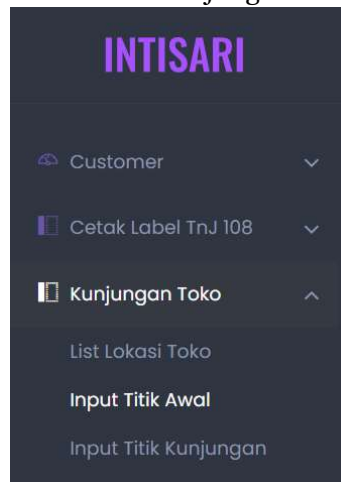 INTISARI
Customer
Cetak Label TnJ 108
Kunjungan Toko
List Lokasi Toko
Input Titik Awal
Input Titik Kunjungan